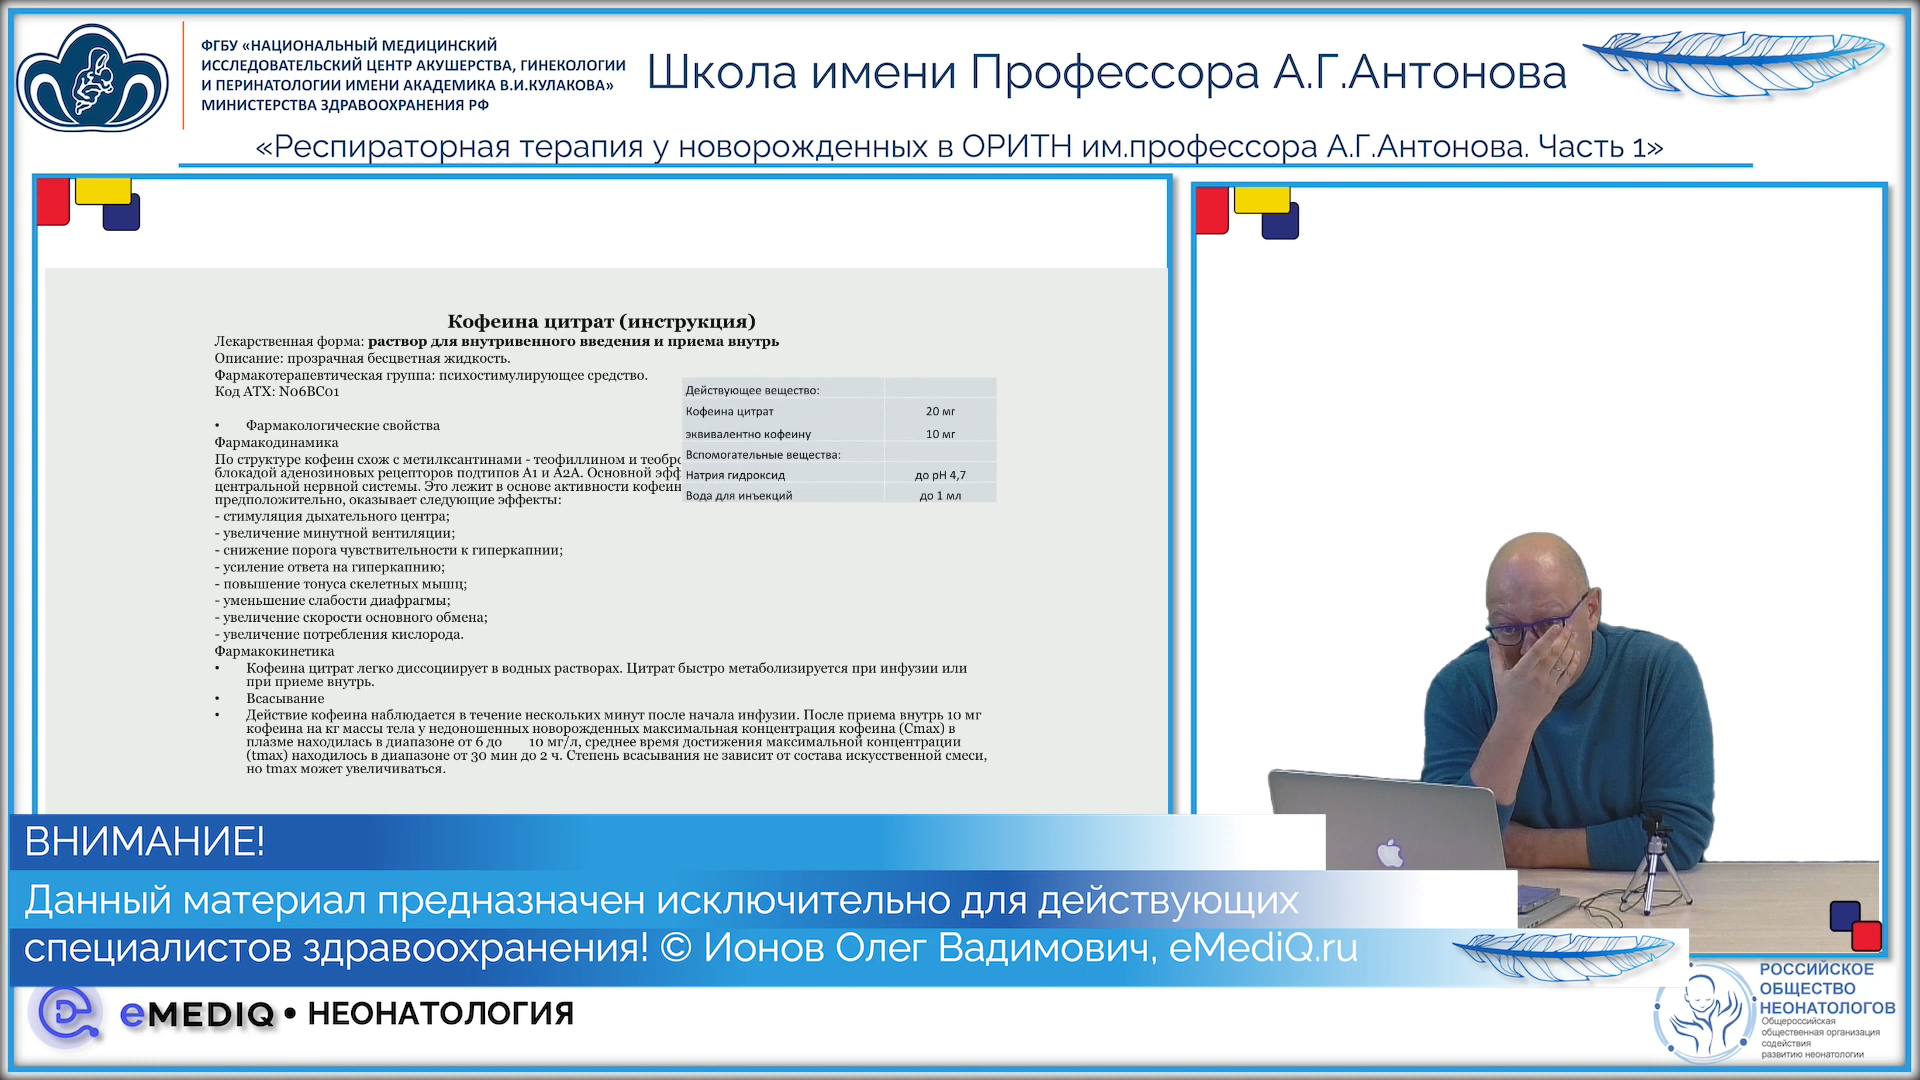 ФГБУ «НАЦИОНАЛЬНЫЙ МЕДИЦИНСКИЙ
ИССЛЕДОВАТЕЛЬСКИЙ ЦЕНТР АКУШЕРСТВА, ГИНЕКОЛОГИИ
И ПЕРИНАТОЛОГИИ ИМЕНИ АКАДЕМИКА В.И.КУЛАКОВА»
МИНИСТЕРСТВА ЗДРАВООХРАНЕНИЯ РФ
Школа имени Профессора А.Г.Антонова
«Респираторная терапия у новорожденных в ОРИТН им.профессора А.Г.Антонова. Часть 1»
Кофеина цитрат (инструкция)
Лекарственная форма: раствор для внутривенного введения и приема внутрь
Описание: прозрачная бесцветная жидкость.
Фармакотерапевтическая группа: психостимулирующее средство.
Код АТХ: N06BC01
• Фармакологические свойства
Фармакодинамика
По структуре кофеин схож с метилксантинами - теофиллином и теобро
блокадой аденозиновых рецепторов подтипов А1 и А2А. Основной эфф
центральной нервной системы. Это лежит в основе активности кофеин
предположительно, оказывает следующие эффекты:
- стимуляция дыхательного центра;
- увеличение минутной вентиляции;
- снижение порога чувствительности к гиперкапнии;
- усиление ответа на гиперкапнию;
- повышение тонуса скелетных мышц;
- уменьшение слабости диафрагмы;
- увеличение скорости основного обмена;
- увеличение потребления кислорода.
Фармакокинетика
• Кофеина цитрат легко диссоциирует в водных растворах. Цитрат быстро метаболизируется при инфузии или
при приеме внутрь.
• Всасывание
• Действие кофеина наблюдается в течение нескольких минут после начала инфузии. После приема внутрь 10 мг
кофеина на кг массы тела у недоношенных новорожденных максимальная концентрация кофеина (Cmax) в
плазме находилась в диапазоне от 6 до 10 мг/л, среднее время достижения максимальной концентрации
(tmax) находилось в диапазоне от 30 мин до 2 ч. Степень всасывания не зависит от состава искусственной смеси,
но tmax может увеличиваться.
Действующее вещество:
Кофеина цитрат 20 мг
эквивалентно кофеину 10 мг
Вспомогательные вещества:
Натрия гидроксид до pH 4,7
Вода для инъекций до 1 мл
ВНИМАНИЕ!
Данный материал предназначен исключительно для действующих
специалистов здравоохранения! © Ионов Олег Вадимович, eMediQ.ru
eMEDIQ • НЕОНАТОЛОГИЯ
РОССИЙСКОЕ
ОБЩЕСТВО
НЕОНАТОЛОГОВ
Общероссийская
общественная организация
содействия
развитию неонатологии